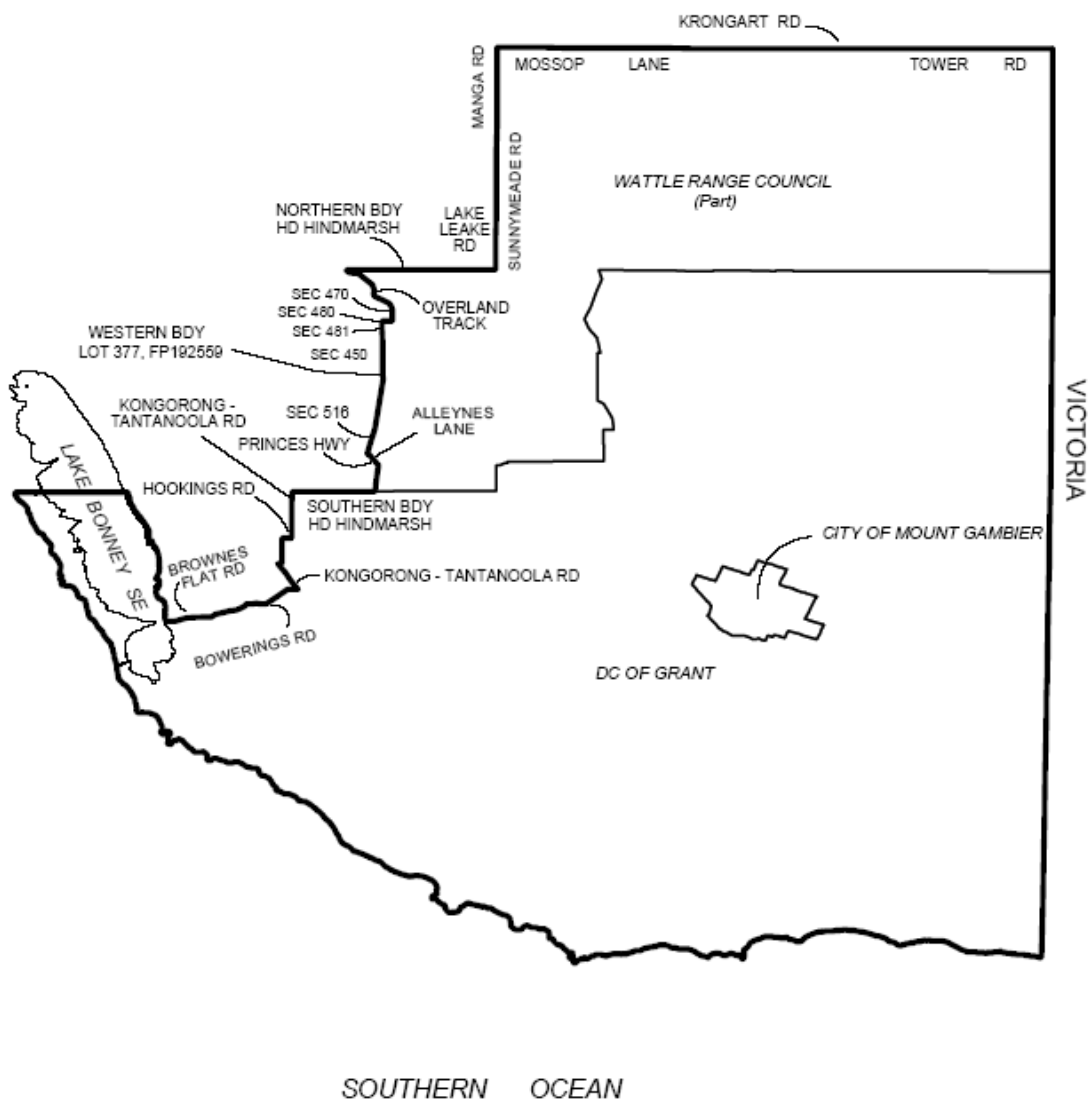 KRONGART RD
MOSSOP LANE TOWER RD
MANGA RD
SUNNYMEADE RD
WATTLE RANGE COUNCIL
(Part)
NORTHERN BDY
HD HINDMARSH
LAKE
LEAKE
RD
SEC 470
SEC 480
SEC 481
SEC 450
OVERLAND
TRACK
WESTERN BDY
LOT 377, FP192559
KONGORONG -
TANTANOOLA RD
SEC 516
PRINCES HWY
ALLEYNES
LANE
VICTORIA
LAKE BONNEY SE
HOOKINGS RD
SOUTHERN BDY
HD HINDMARSH
CITY OF MOUNT GAMBIER
BROWNES
FLAT RD
KONGORONG - TANTANOOLA RD
BOWERINGS RD
DC OF GRANT
SOUTHERN OCEAN